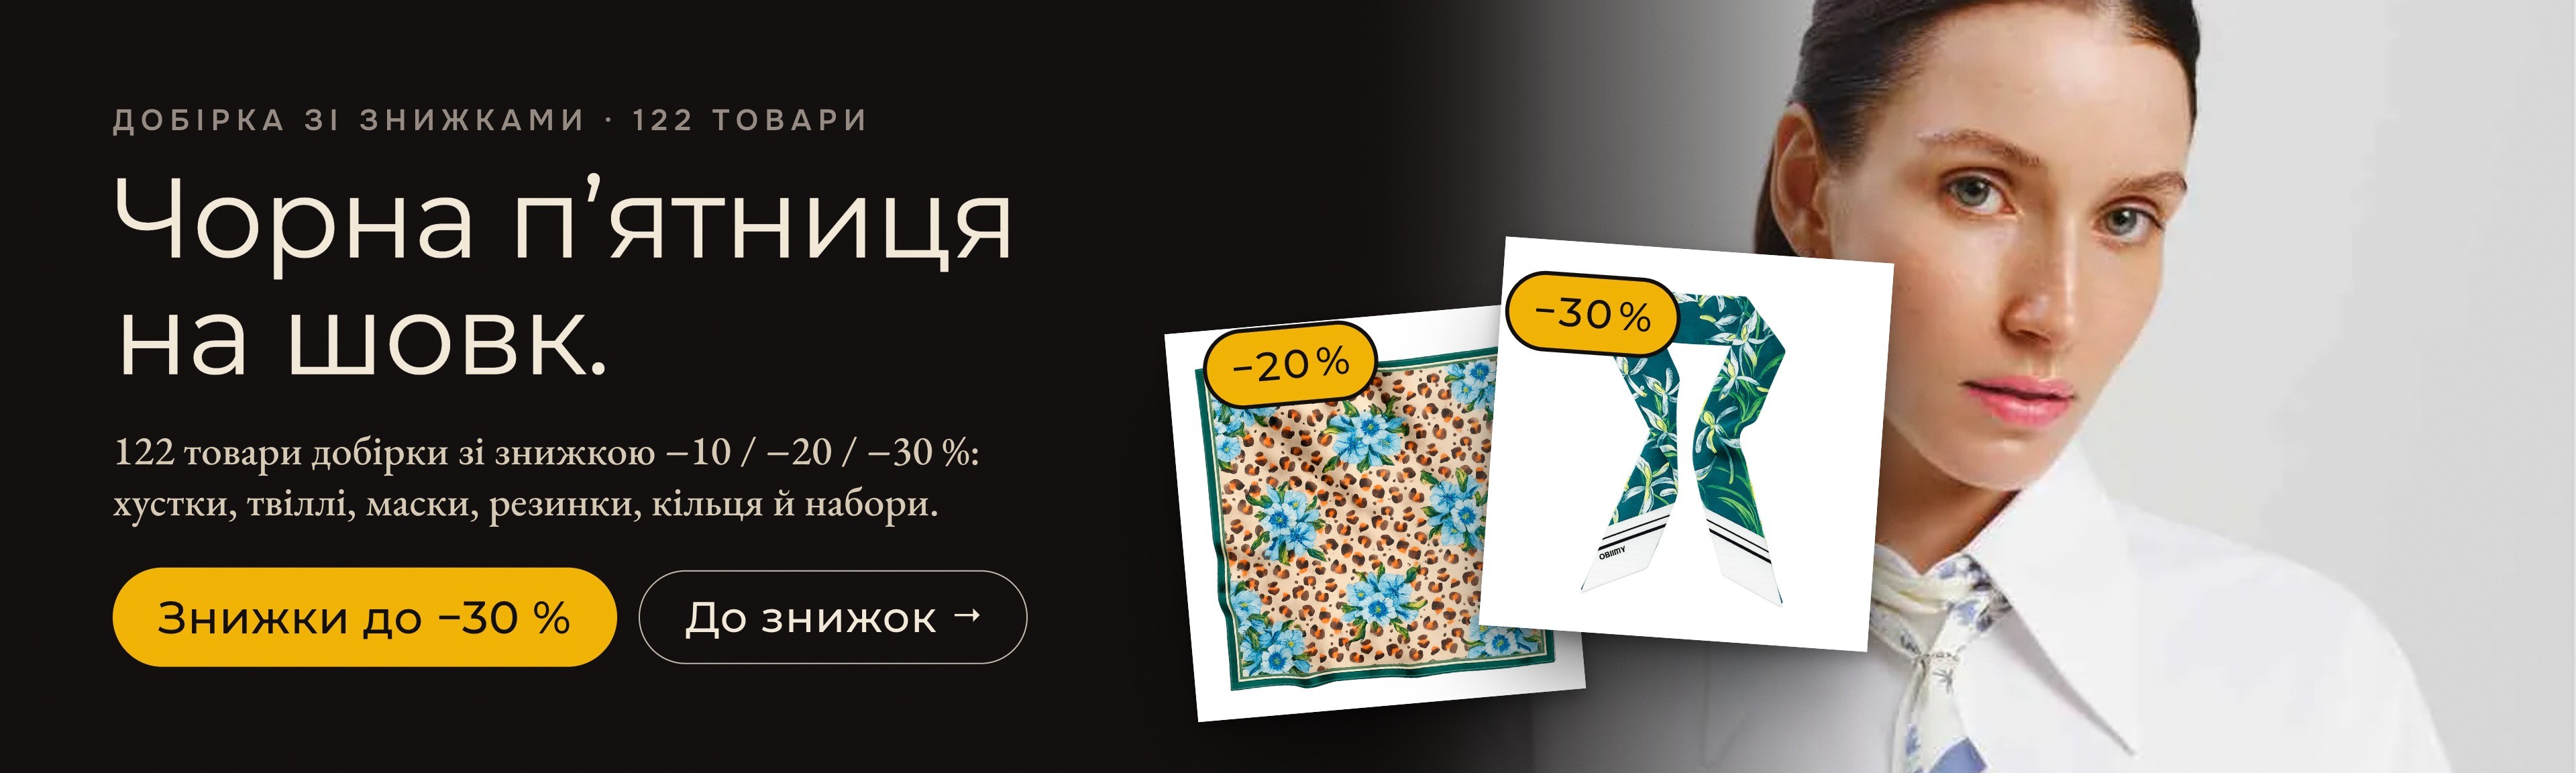 ДОБІРКА ЗІ ЗНИЖКАМИ · 122 ТОВАРИ
Чорна п’ятниця
на шовк.
122 товари добірки зі знижкою −10 / −20 / −30 %:
хустки, твіллі, маски, резинки, кільця й набори.
Знижки до −30 %
До знижок →
−20 %
−30 %
OBIIMY